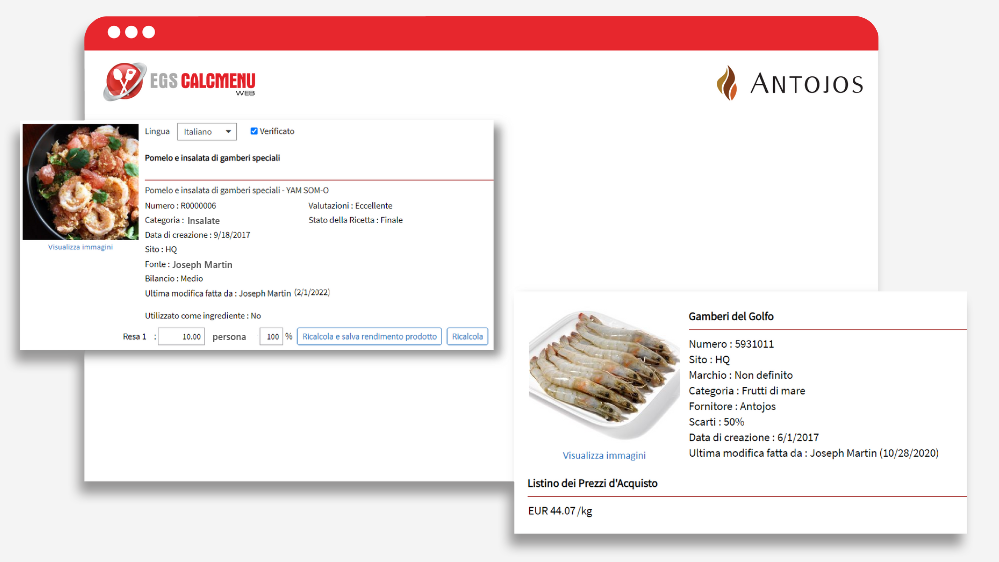 EGS CALCMENU
WEB
ANTOJOS
Lingua Italiano Verificato
Pomelo e insalata di gamberi speciali
Pomelo e insalata di gamberi speciali - YAM SOM-O
Numero : R0000006 Valutazioni : Eccellente
Categoria : Insalate Stato della Ricetta : Finale
Data di creazione : 9/18/2017
Sito : HQ
Visualizza immagini
Fonte : Joseph Martin
Bilancio : Medio
Ultima modifica fatta da : Joseph Martin (2/1/2022)
Utilizzato come ingrediente : No
Resa 1 : 10.00 persona 100 % Ricalcola e salva rendimento prodotto Ricalcola
Gamberi del Golfo
Numero : 5931011
Sito : HQ
Marchio : Non definito
Categoria : Frutti di mare
Fornitore : Antojos
Scarti : 50%
Data di creazione : 6/1/2017
Visualizza immagini
Ultima modifica fatta da : Joseph Martin (10/28/2020)
Listino dei Prezzi d'Acquisto
EUR 44.07 /kg